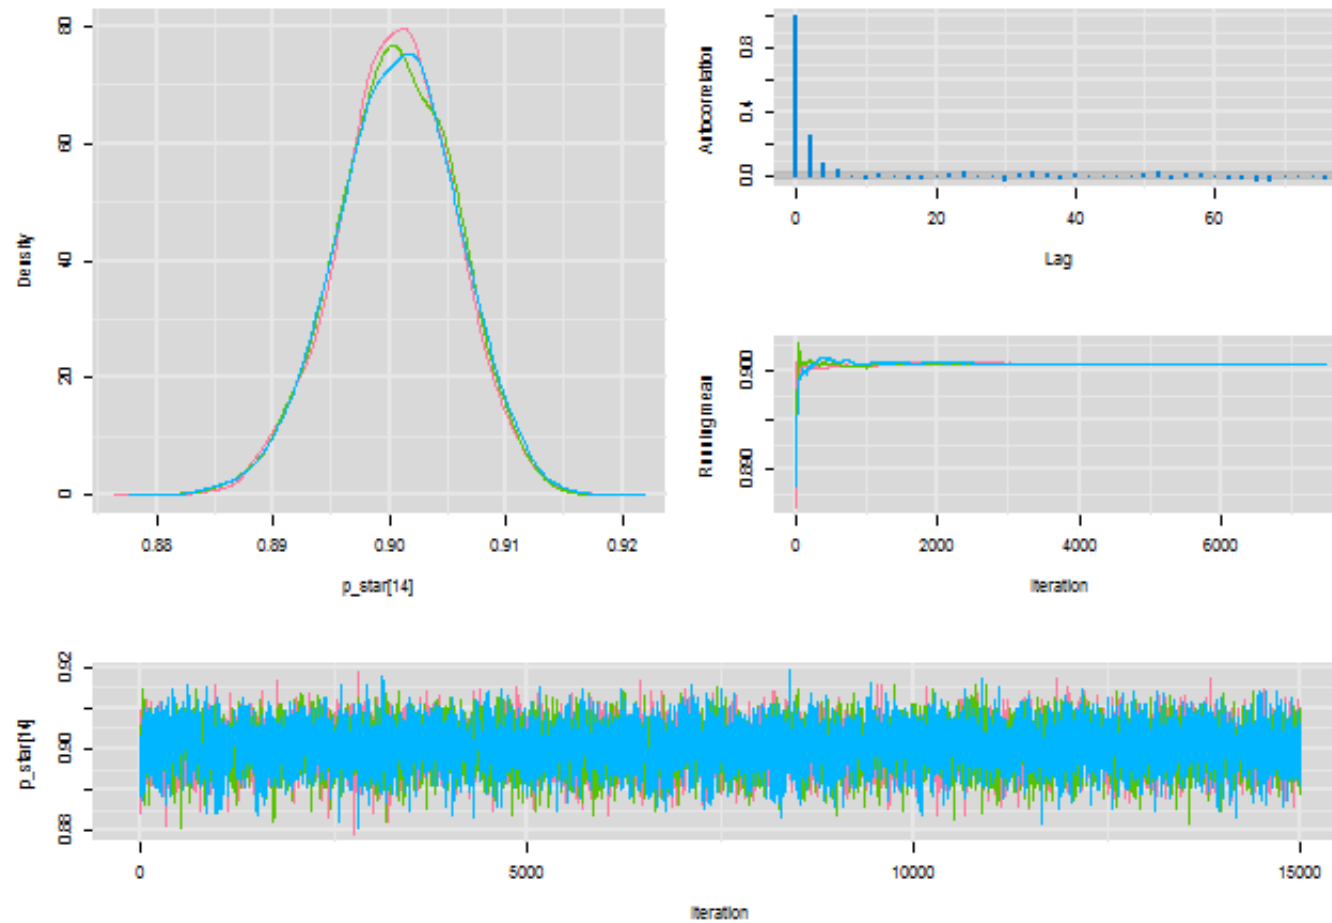 Density
0 20 40 60 80
0.88 0.89 0.90 0.91 0.92
p_star[14]
Autocorrelation
0.0 0.4 0.8
0 20 40 60
Lag
Running mean
0.890 0.900
0 2000 4000 6000
Iteration
p_star[14]
0.88 0.90 0.92
0 5000 10000 15000
Iteration